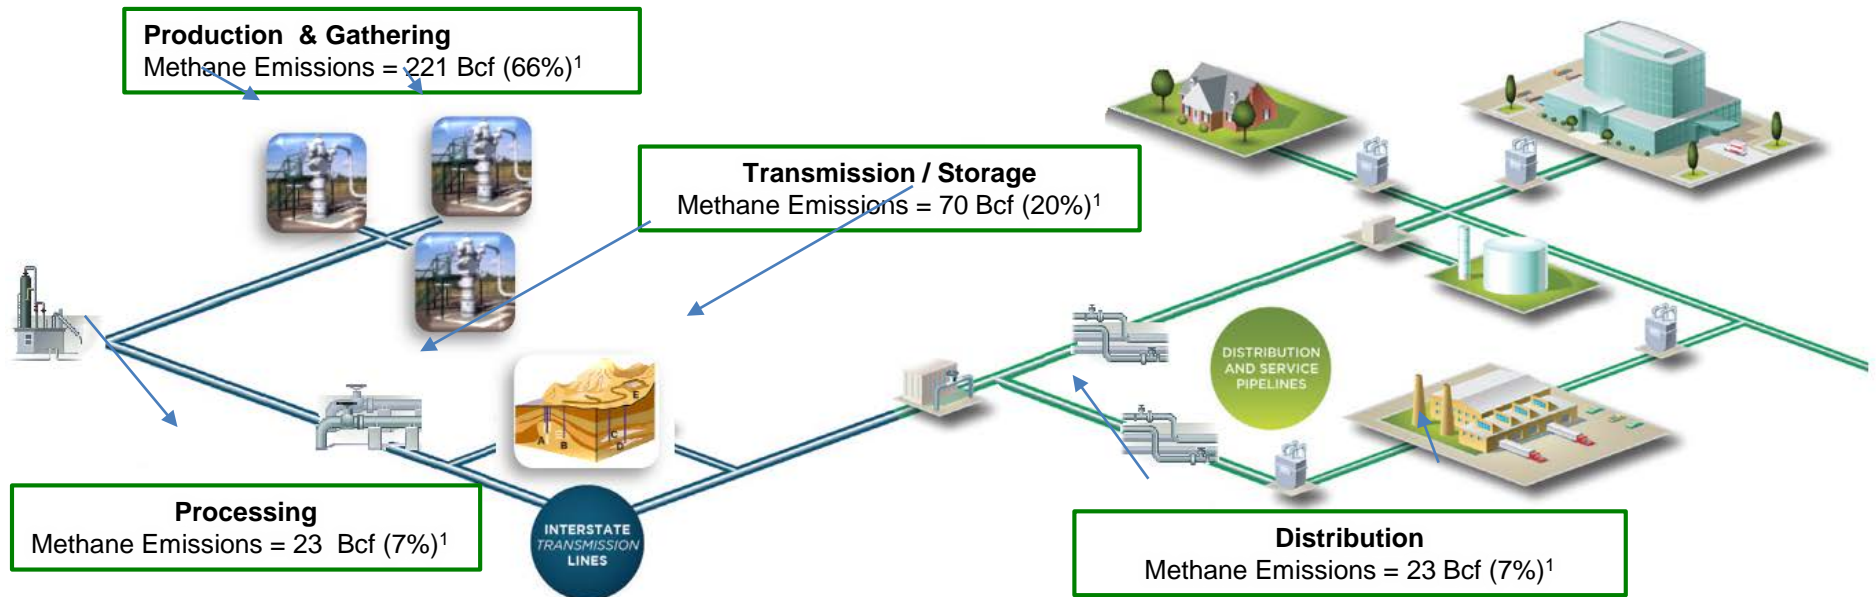 Production & Gathering
Methane Emissions = 221 Bcf (66%)1
Transmission / Storage
Methane Emissions = 70 Bcf (20%)1
DISTRIBUTION
AND SERVICE
PIPELINES
E
A
B
C
D
Processing
Methane Emissions = 23 Bcf (7%)1
INTERSTATE
TRANSMISSION
LINES
Distribution
Methane Emissions = 23 Bcf (7%)1